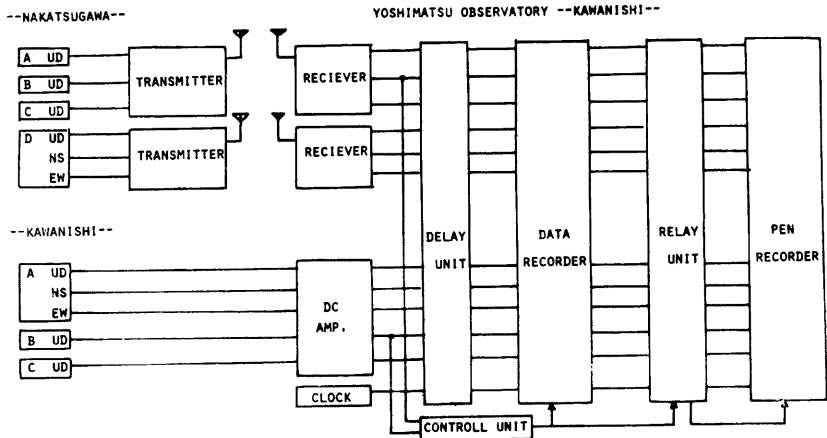 --NAKATSUGAWA--
YOSHIMATSU OBSERVATORY --KAWANISHI--
A UD
B UD
C UD
D UD
NS
EW
TRANSMITTER
TRANSMITTER
RECIEVER
RECIEVER
--KAWANISHI--
A UD
NS
EW
B UD
C UD
DC
AMP.
CLOCK
DELAY
UNIT
DATA
RECORDER
RELAY
UNIT
PEN
RECORDER
CONTROLL UNIT